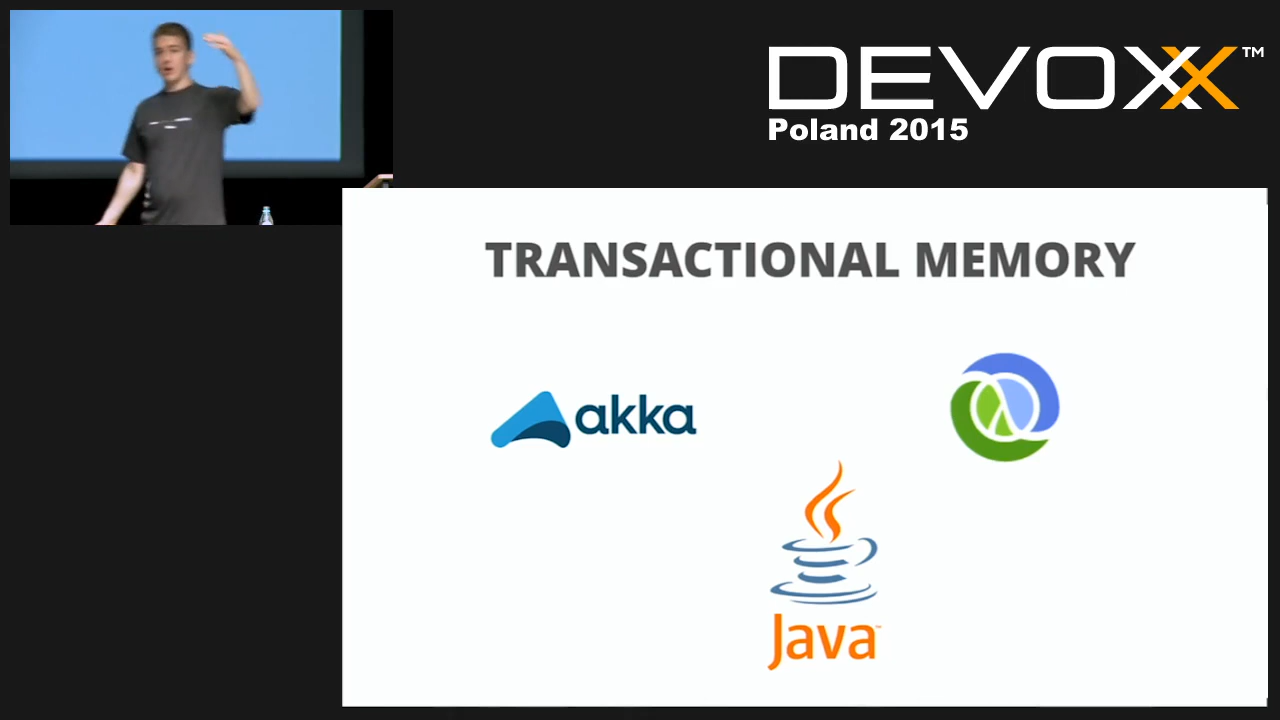 DEVOXX™
Poland 2015
TRANSACTIONAL MEMORY
akka
Java™